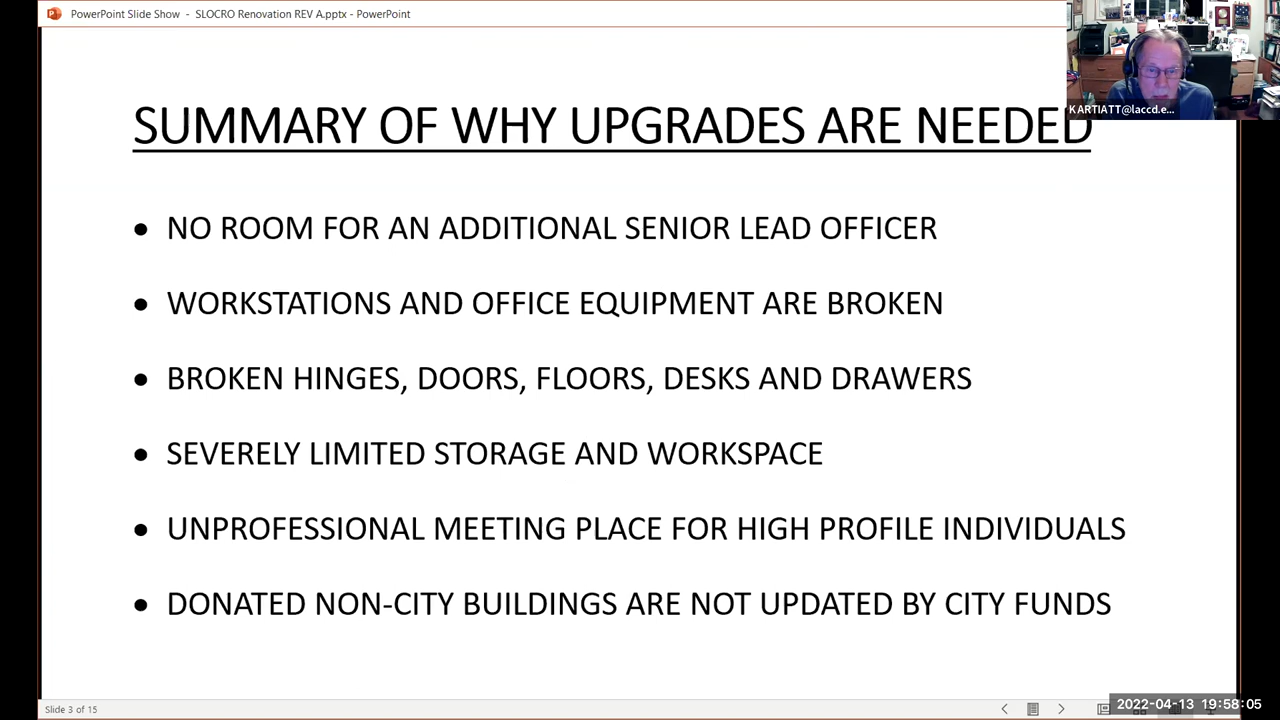 PowerPoint Slide Show - SLOCRO Renovation REV A.pptx - PowerPoint
KARTIATT@laccd.e...
SUMMARY OF WHY UPGRADES ARE NEEDED
• NO ROOM FOR AN ADDITIONAL SENIOR LEAD OFFICER
• WORKSTATIONS AND OFFICE EQUIPMENT ARE BROKEN
• BROKEN HINGES, DOORS, FLOORS, DESKS AND DRAWERS
• SEVERELY LIMITED STORAGE AND WORKSPACE
• UNPROFESSIONAL MEETING PLACE FOR HIGH PROFILE INDIVIDUALS
• DONATED NON-CITY BUILDINGS ARE NOT UPDATED BY CITY FUNDS
Slide 3 of 15
2022-04-13 19:58:05